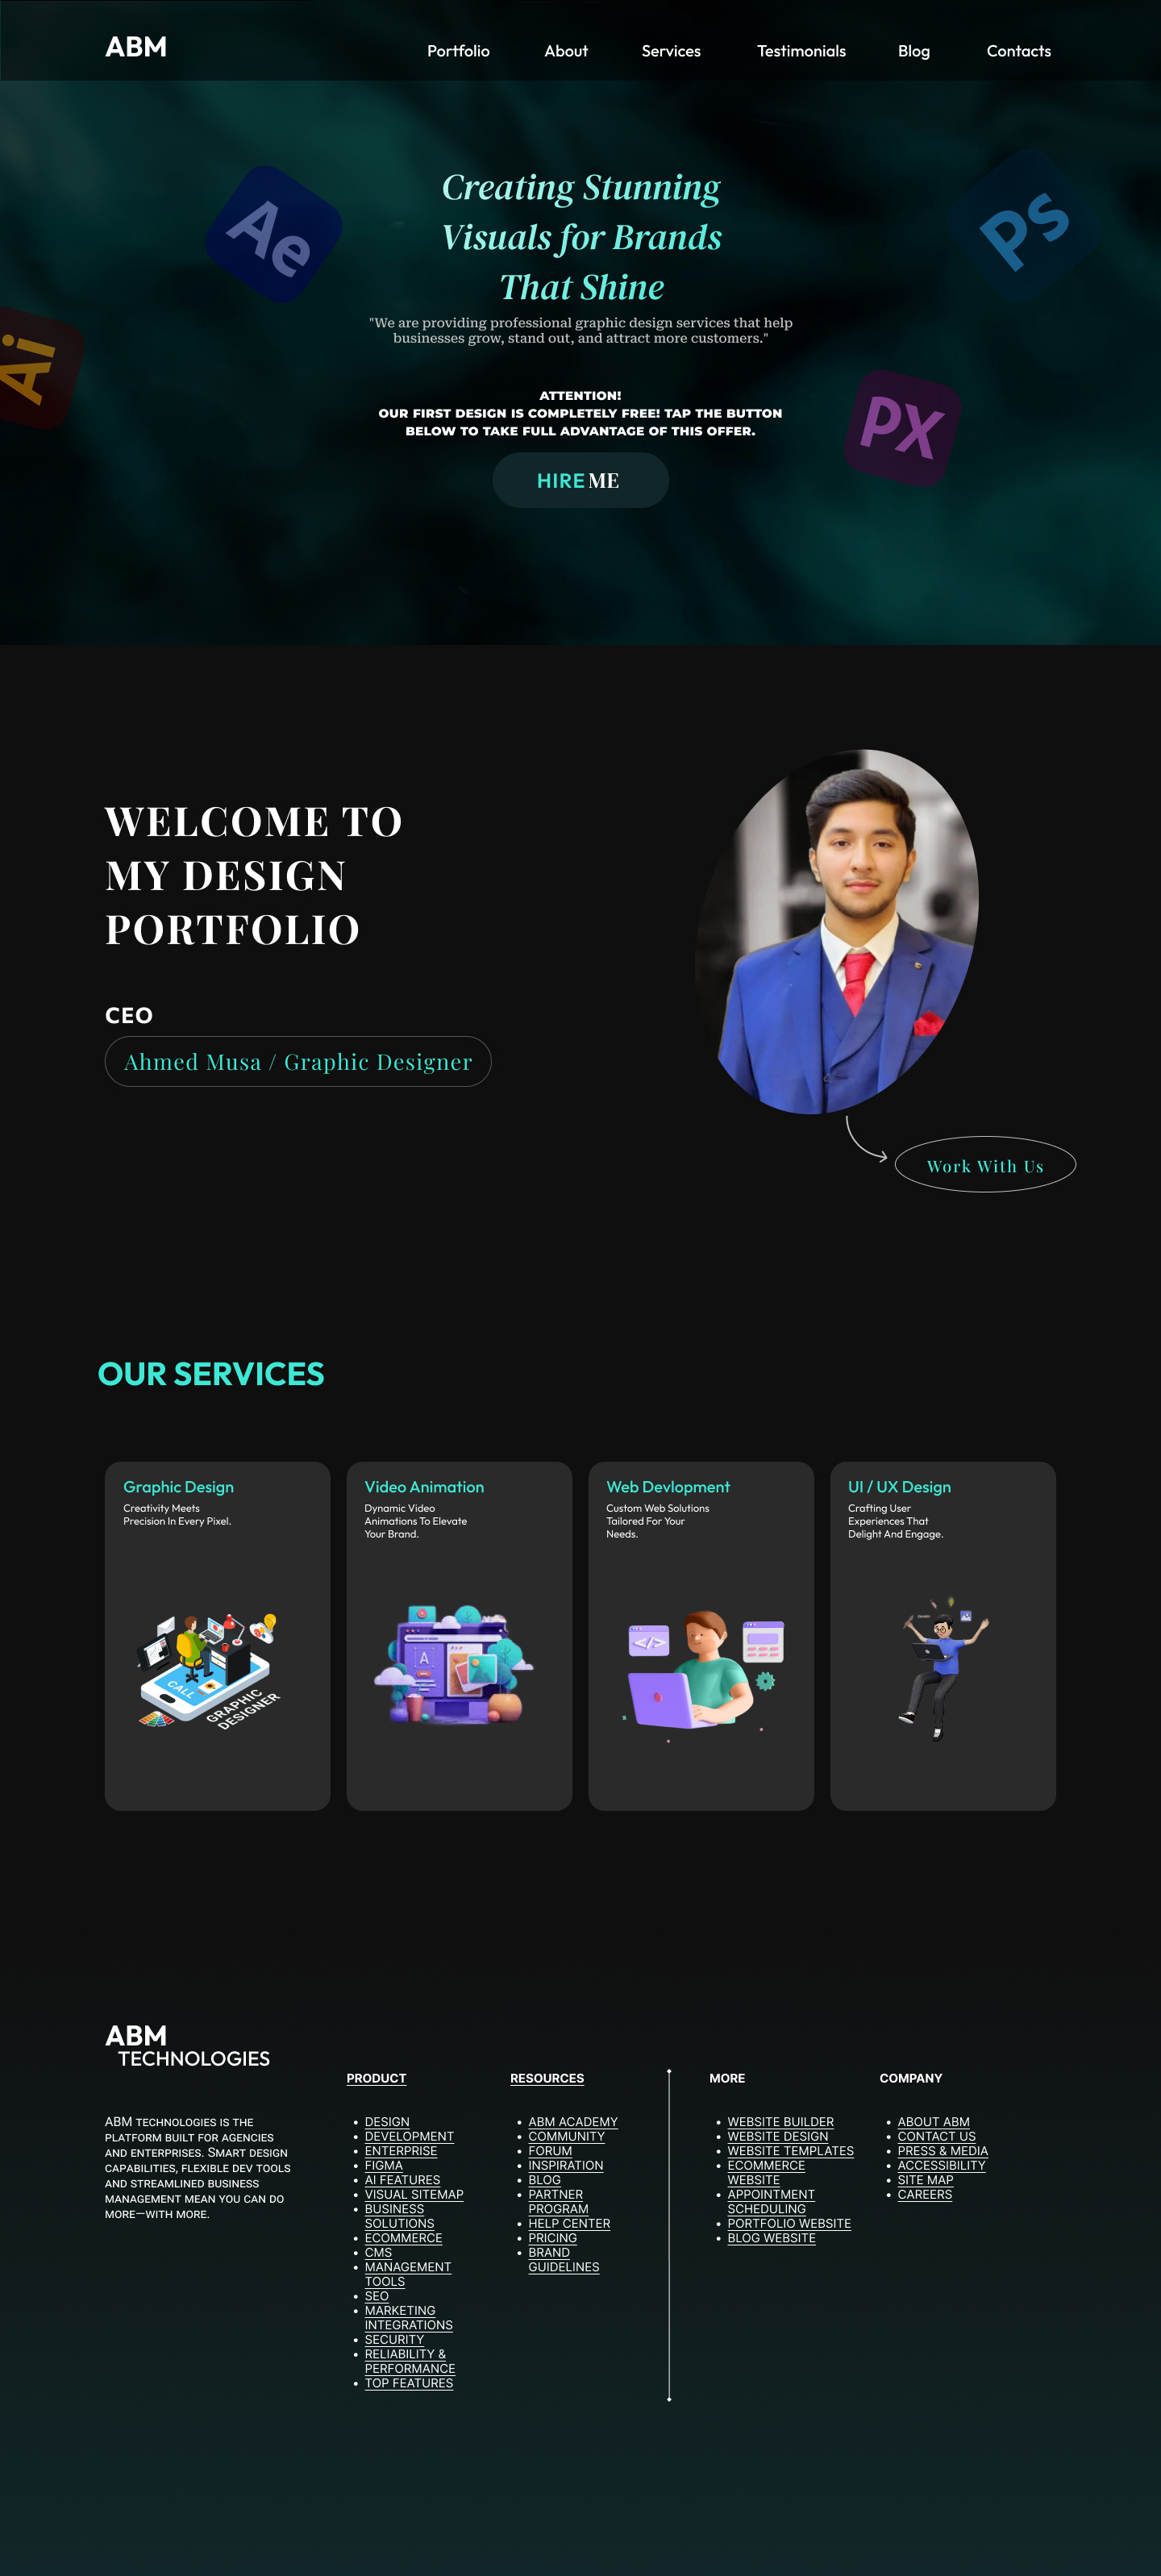 ABM
Portfolio
About
Services
Testimonials
Blog
Contacts
Ae
Ps
Ai
PX
Creating Stunning
Visuals for Brands
That Shine
"We are providing professional graphic design services that help
businesses grow, stand out, and attract more customers."
ATTENTION!
OUR FIRST DESIGN IS COMPLETELY FREE! TAP THE BUTTON
BELOW TO TAKE FULL ADVANTAGE OF THIS OFFER.
HIRE ME
WELCOME TO
MY DESIGN
PORTFOLIO
CEO
Ahmed Musa / Graphic Designer
Work With Us
OUR SERVICES
Graphic Design
Creativity Meets
Precision In Every Pixel.
CALL
GRAPHIC
DESIGNER
Video Animation
Dynamic Video
Animations To Elevate
Your Brand.
A
Web Devlopment
Custom Web Solutions
Tailored For Your
Needs.
</>
UI / UX Design
Crafting User
Experiences That
Delight And Engage.
ABM
TECHNOLOGIES
ABM TECHNOLOGIES IS THE
PLATFORM BUILT FOR AGENCIES
AND ENTERPRISES. SMART DESIGN
CAPABILITIES, FLEXIBLE DEV TOOLS
AND STREAMLINED BUSINESS
MANAGEMENT MEAN YOU CAN DO
MORE—WITH MORE.
PRODUCT
• DESIGN
• DEVELOPMENT
• ENTERPRISE
• FIGMA
• AI FEATURES
• VISUAL SITEMAP
• BUSINESS
SOLUTIONS
• ECOMMERCE
• CMS
• MANAGEMENT
TOOLS
• SEO
• MARKETING
INTEGRATIONS
• SECURITY
• RELIABILITY &
PERFORMANCE
• TOP FEATURES
RESOURCES
• ABM ACADEMY
• COMMUNITY
• FORUM
• INSPIRATION
• BLOG
• PARTNER
PROGRAM
• HELP CENTER
• PRICING
• BRAND
GUIDELINES
MORE
• WEBSITE BUILDER
• WEBSITE DESIGN
• WEBSITE TEMPLATES
• ECOMMERCE
WEBSITE
• APPOINTMENT
SCHEDULING
• PORTFOLIO WEBSITE
• BLOG WEBSITE
COMPANY
• ABOUT ABM
• CONTACT US
• PRESS & MEDIA
• ACCESSIBILITY
• SITE MAP
• CAREERS